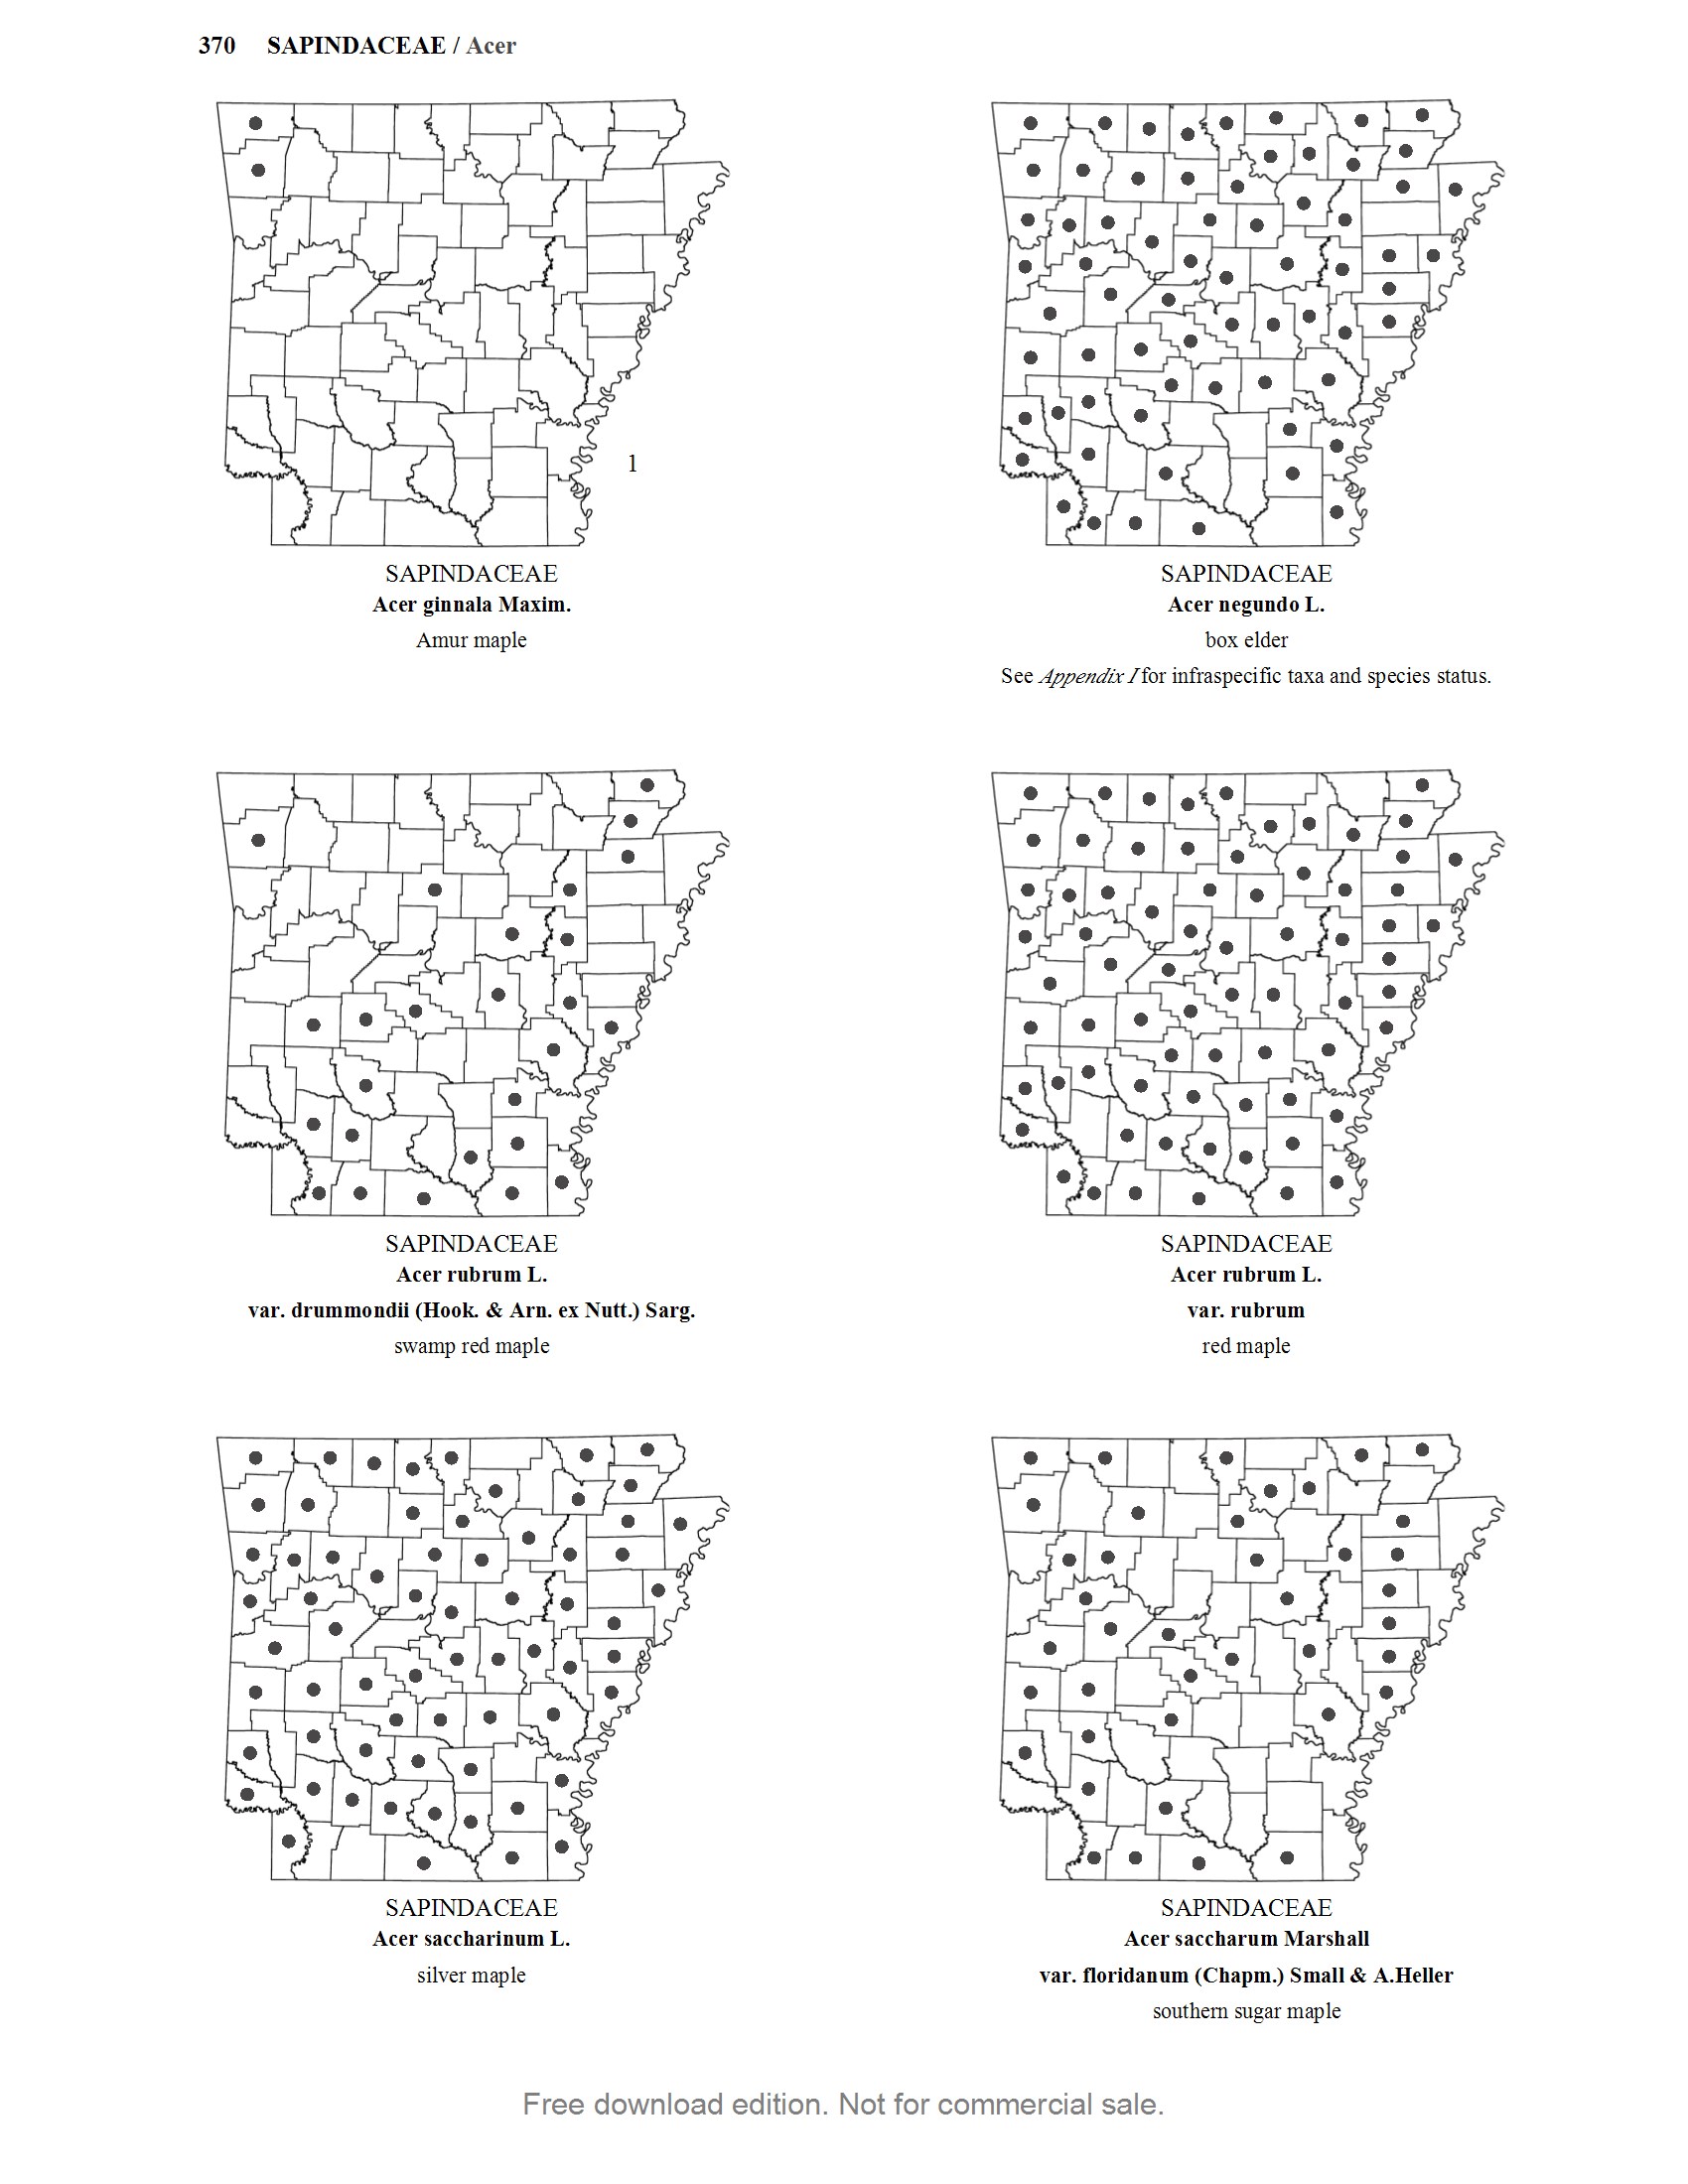 370 SAPINDACEAE / Acer
1
SAPINDACEAE
Acer ginnala Maxim.
Amur maple
SAPINDACEAE
Acer negundo L.
box elder
See Appendix I for infraspecific taxa and species status.
SAPINDACEAE
Acer rubrum L.
var. drummondii (Hook. & Arn. ex Nutt.) Sarg.
swamp red maple
SAPINDACEAE
Acer rubrum L.
var. rubrum
red maple
SAPINDACEAE
Acer saccharinum L.
silver maple
SAPINDACEAE
Acer saccharum Marshall
var. floridanum (Chapm.) Small & A.Heller
southern sugar maple
Free download edition. Not for commercial sale.